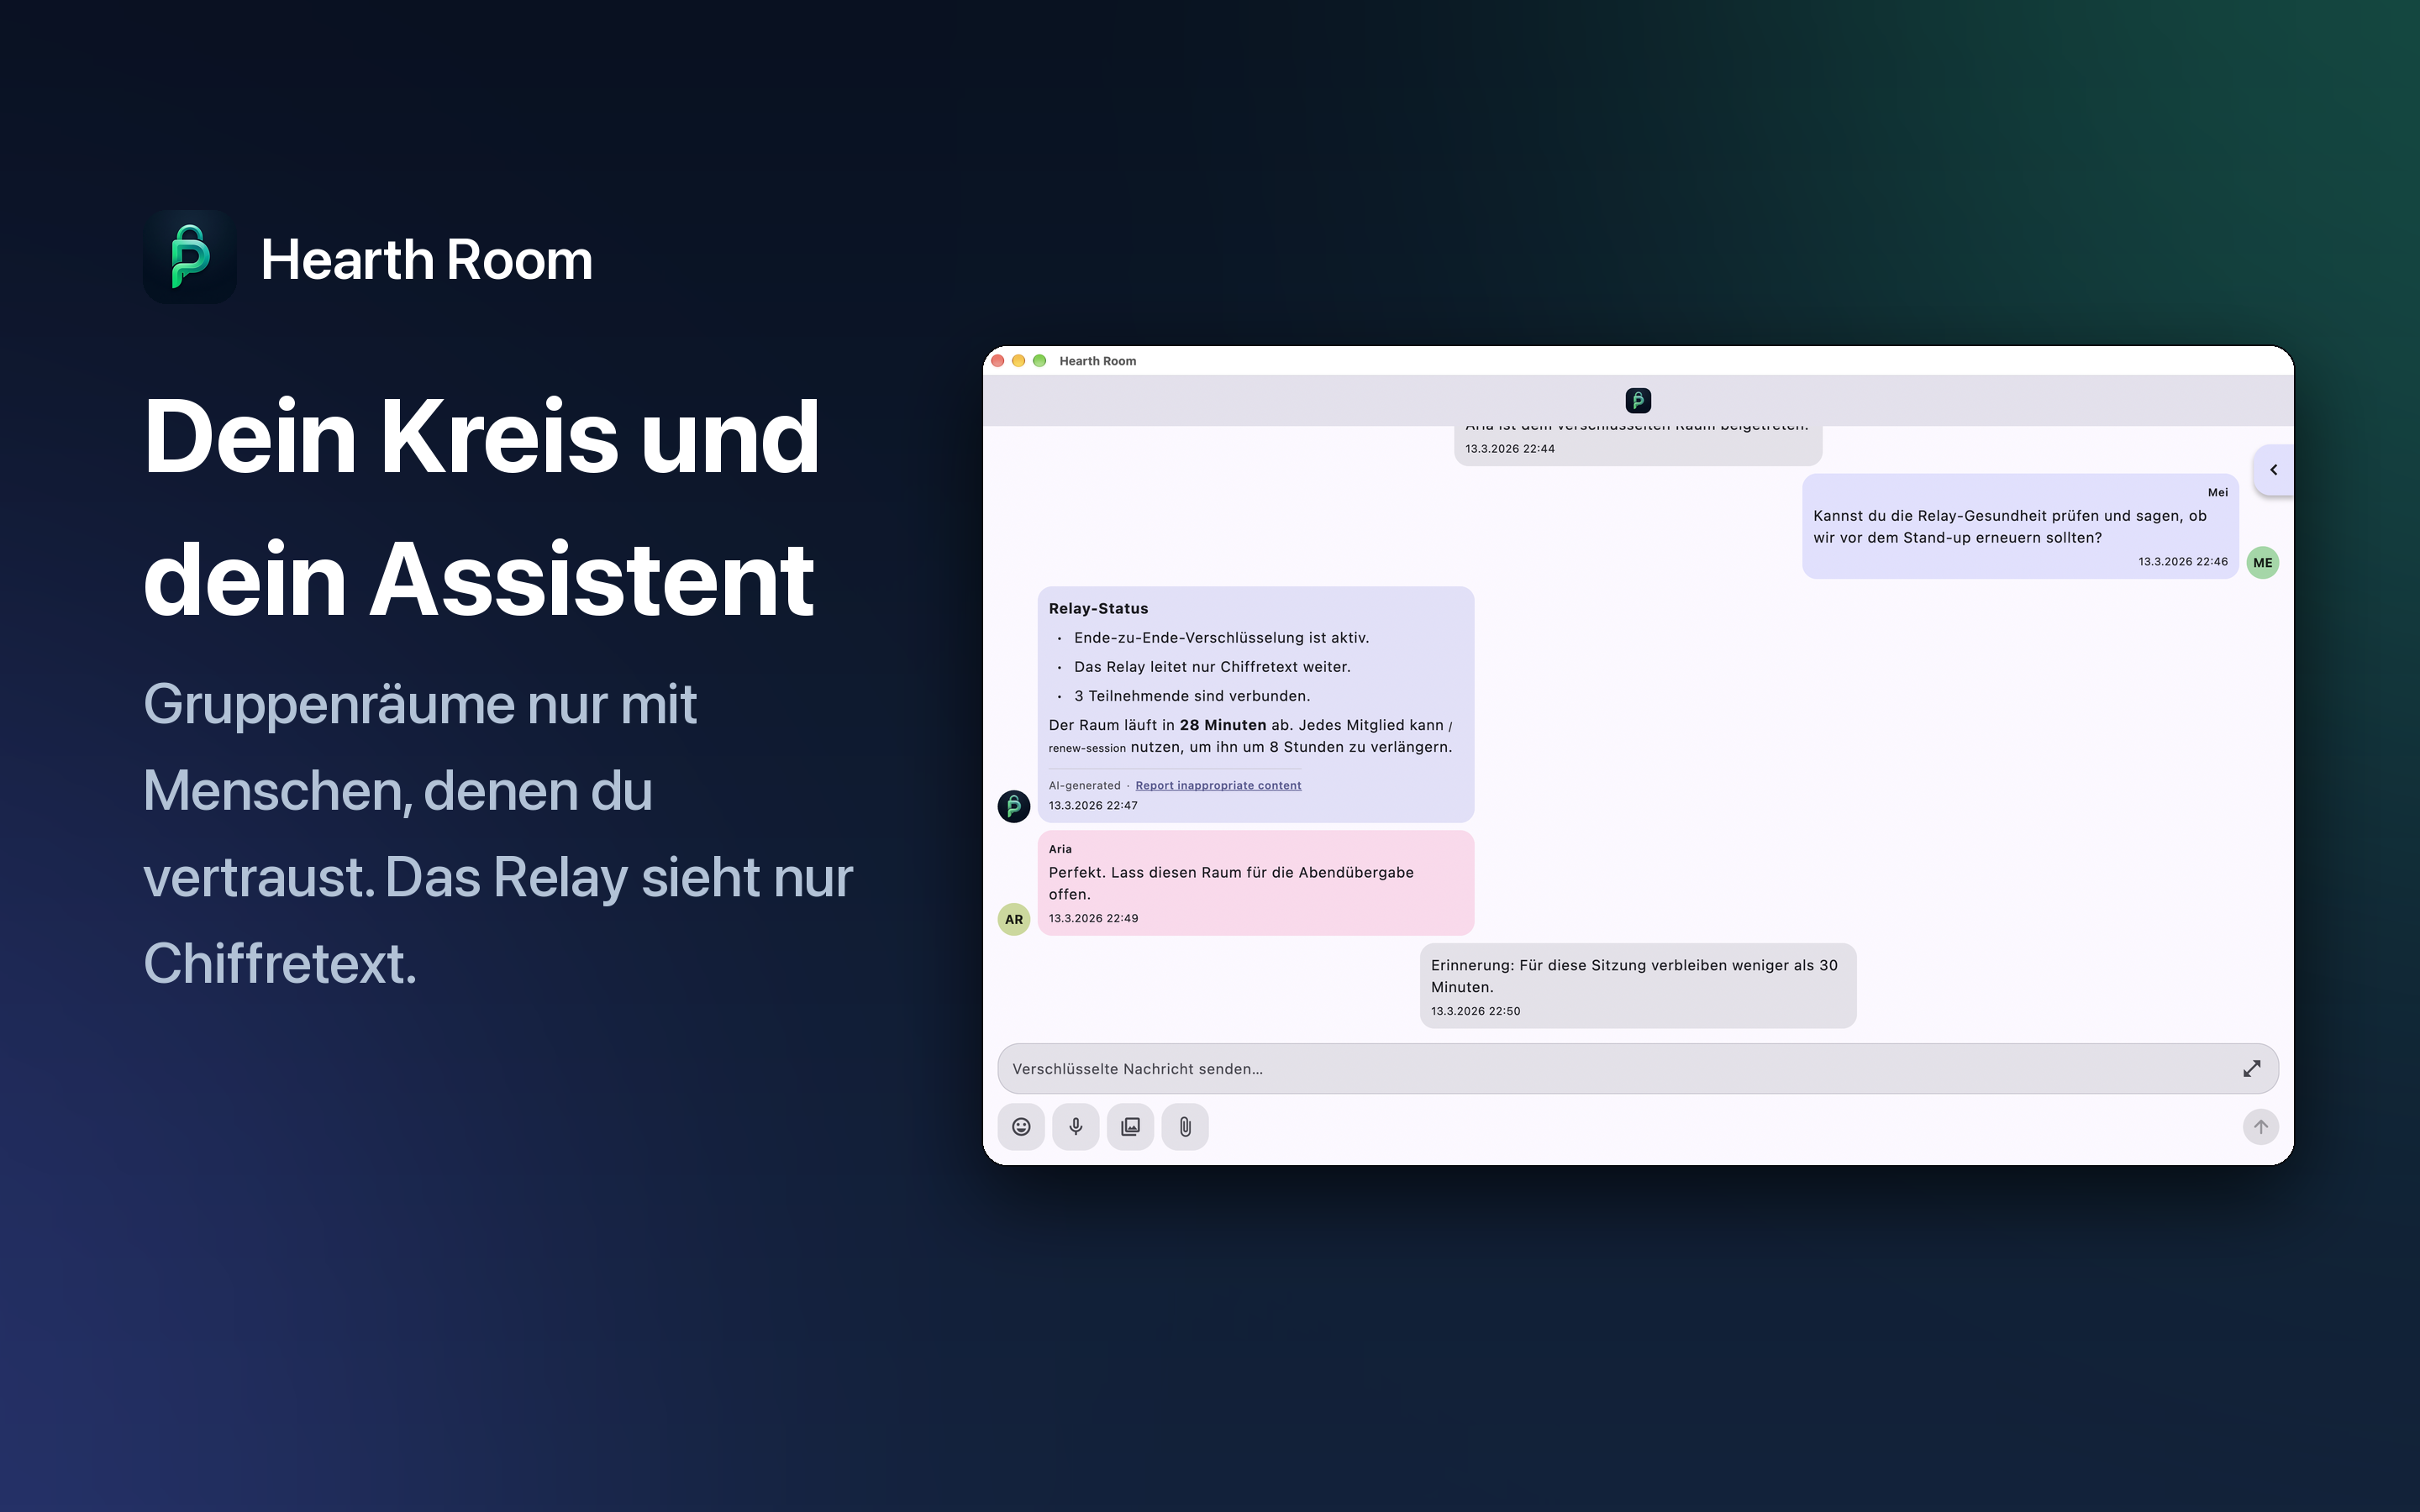 Hearth Room
Dein Kreis und
dein Assistent
Gruppenräume nur mit
Menschen, denen du
vertraust. Das Relay sieht nur
Chiffretext.
Hearth Room
Aria ist dem verschlüsselten Raum beigetreten.
13.3.2026 22:44
Mei
Kannst du die Relay-Gesundheit prüfen und sagen, ob
wir vor dem Stand-up erneuern sollten?
13.3.2026 22:46
ME
Relay-Status
• Ende-zu-Ende-Verschlüsselung ist aktiv.
• Das Relay leitet nur Chiffretext weiter.
• 3 Teilnehmende sind verbunden.
Der Raum läuft in 28 Minuten ab. Jedes Mitglied kann /
renew-session nutzen, um ihn um 8 Stunden zu verlängern.
AI-generated · Report inappropriate content
13.3.2026 22:47
Aria
Perfekt. Lass diesen Raum für die Abendübergabe
offen.
13.3.2026 22:49
AR
Erinnerung: Für diese Sitzung verbleiben weniger als 30
Minuten.
13.3.2026 22:50
Verschlüsselte Nachricht senden...